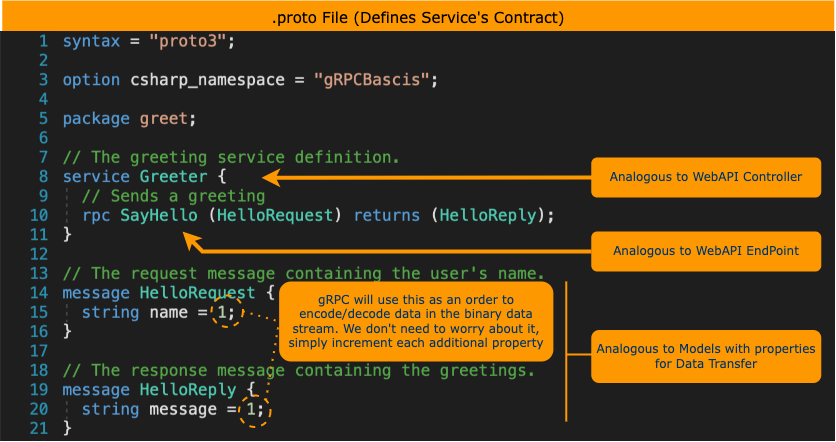 .proto File (Defines Service's Contract)
1 syntax = "proto3";
2
3 option csharp_namespace = "gRPCBascis";
4
5 package greet;
6
7 // The greeting service definition.
8 service Greeter {
Analogous to WebAPI Controller
9 // Sends a greeting
10 rpc SayHello (HelloRequest) returns (HelloReply);
11 }
Analogous to WebAPI EndPoint
12
13 // The request message containing the user's name.
14 message HelloRequest {
15 string name = 1;
16 }
gRPC will use this as an order to
encode/decode data in the binary data
stream. We don't need to worry about it,
simply increment each additional property
Analogous to Models with properties
for Data Transfer
17
18 // The response message containing the greetings.
19 message HelloReply {
20 string message = 1;
21 }